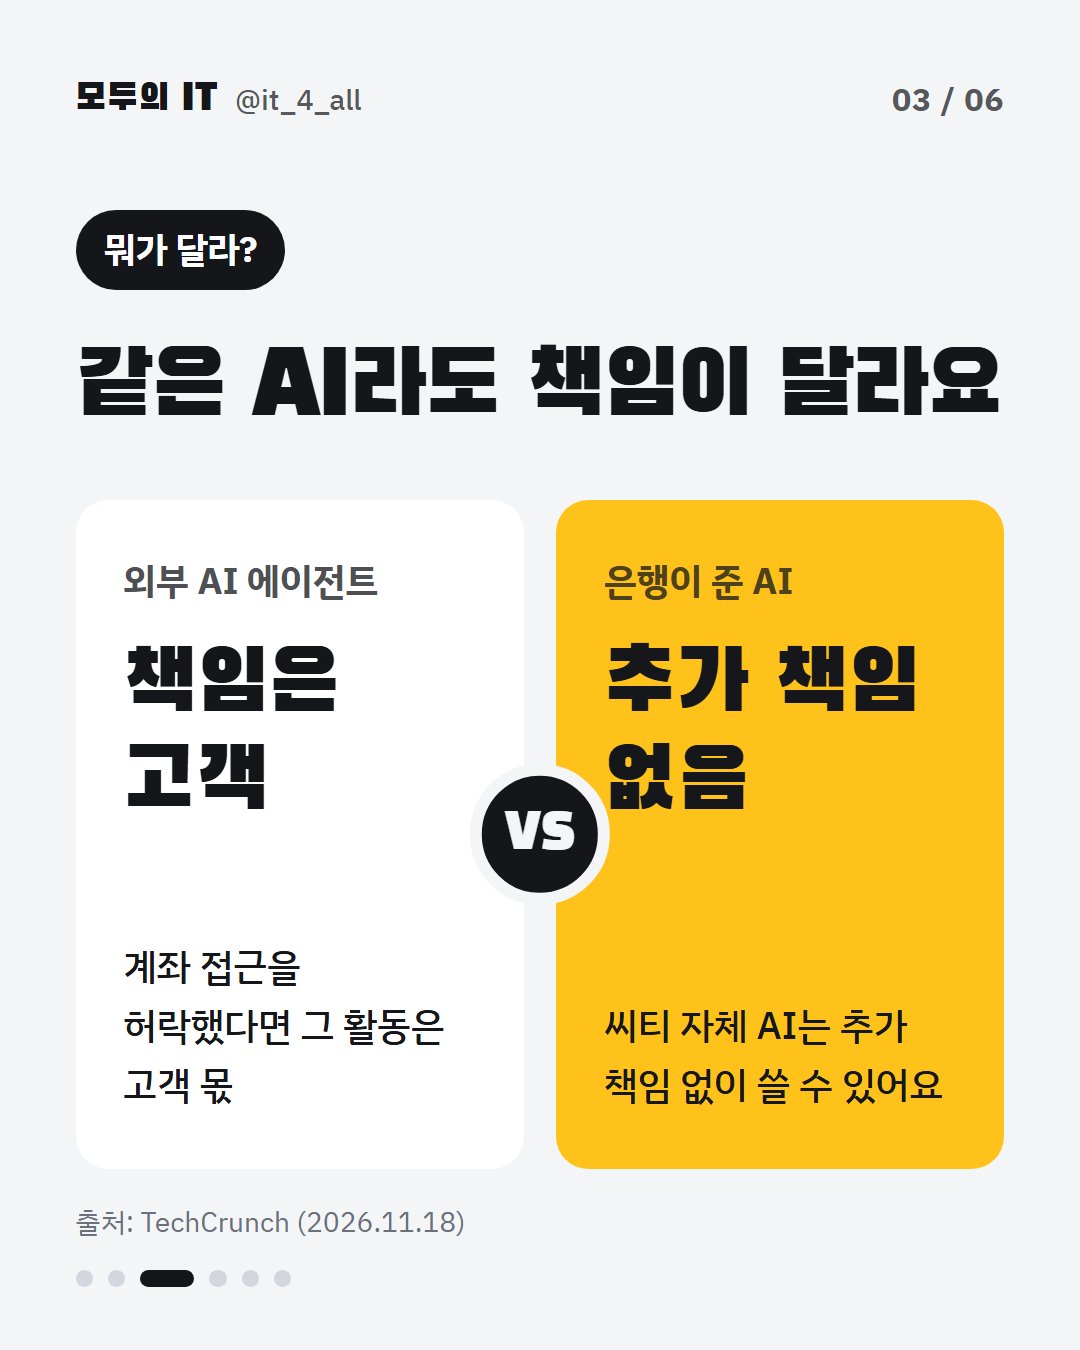 모두의 IT @it_4_all
03 / 06
뭐가 달라?
같은 AI라도 책임이 달라요
외부 AI 에이전트
책임은
고객
계좌 접근을
허락했다면 그 활동은
고객 몫
VS
은행이 준 AI
추가 책임
없음
씨티 자체 AI는 추가
책임 없이 쓸 수 있어요
출처: TechCrunch (2026.11.18)